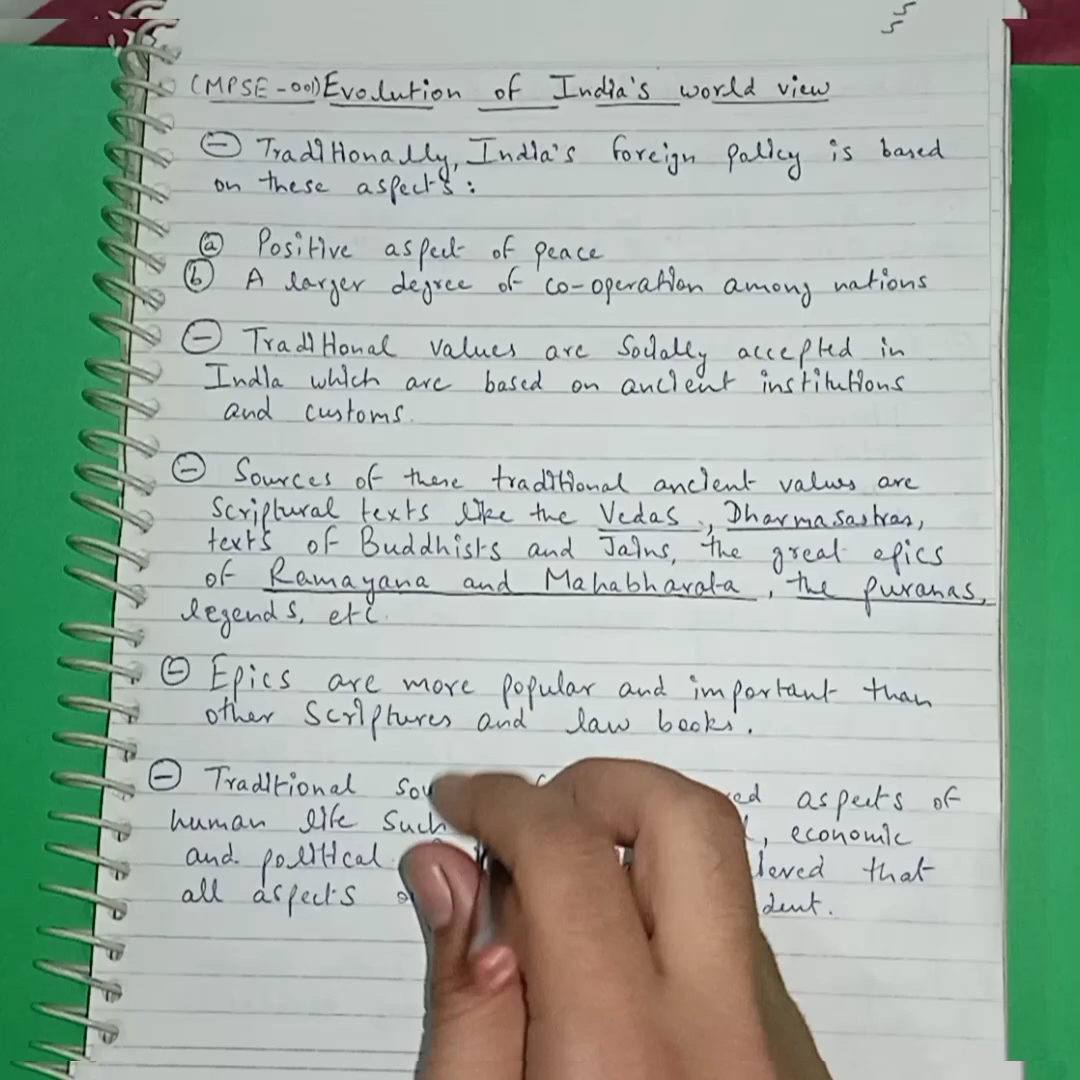 (MPSE-001) Evolution of India's world view
Traditionally, India's foreign policy is based
on these aspects:
(a) Positive aspect of peace
(b) A larger degree of co-operation among nations
Traditional values are socially accepted in
India which are based on ancient institutions
and customs.
Sources of these traditional ancient values are
scriptural texts like the Vedas, Dharmasastras,
texts of Buddhists and Jains, the great epics
of Ramayana and Mahabharata, the puranas,
legends, etc.
Epics are more popular and important than
other scriptures and law books.
Traditional aspects of
human life such , economic
and political that
all aspects